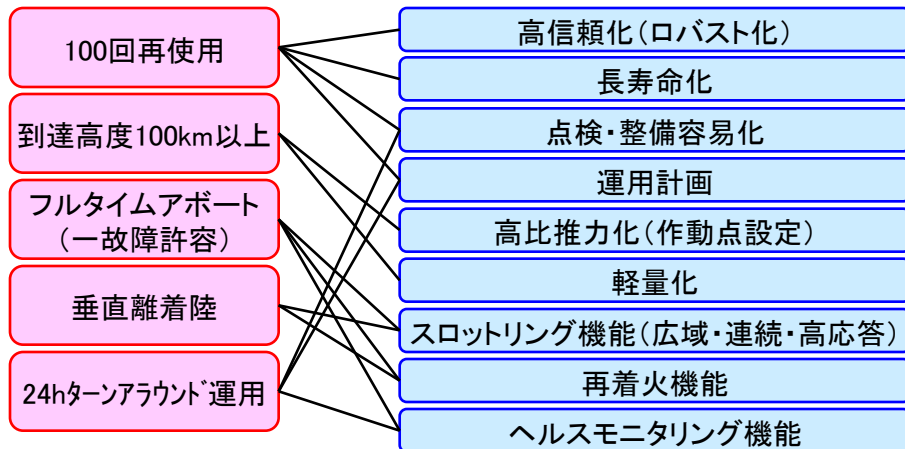 100回再使用
到達高度100km以上
フルタイムアボート
(一故障許容)
垂直離着陸
24hﾀｰﾝｱﾗｳﾝﾄﾞ運用
高信頼化(ロバスト化)
長寿命化
点検・整備容易化
運用計画
高比推力化(作動点設定)
軽量化
スロットリング機能(広域・連続・高応答)
再着火機能
ヘルスモニタリング機能